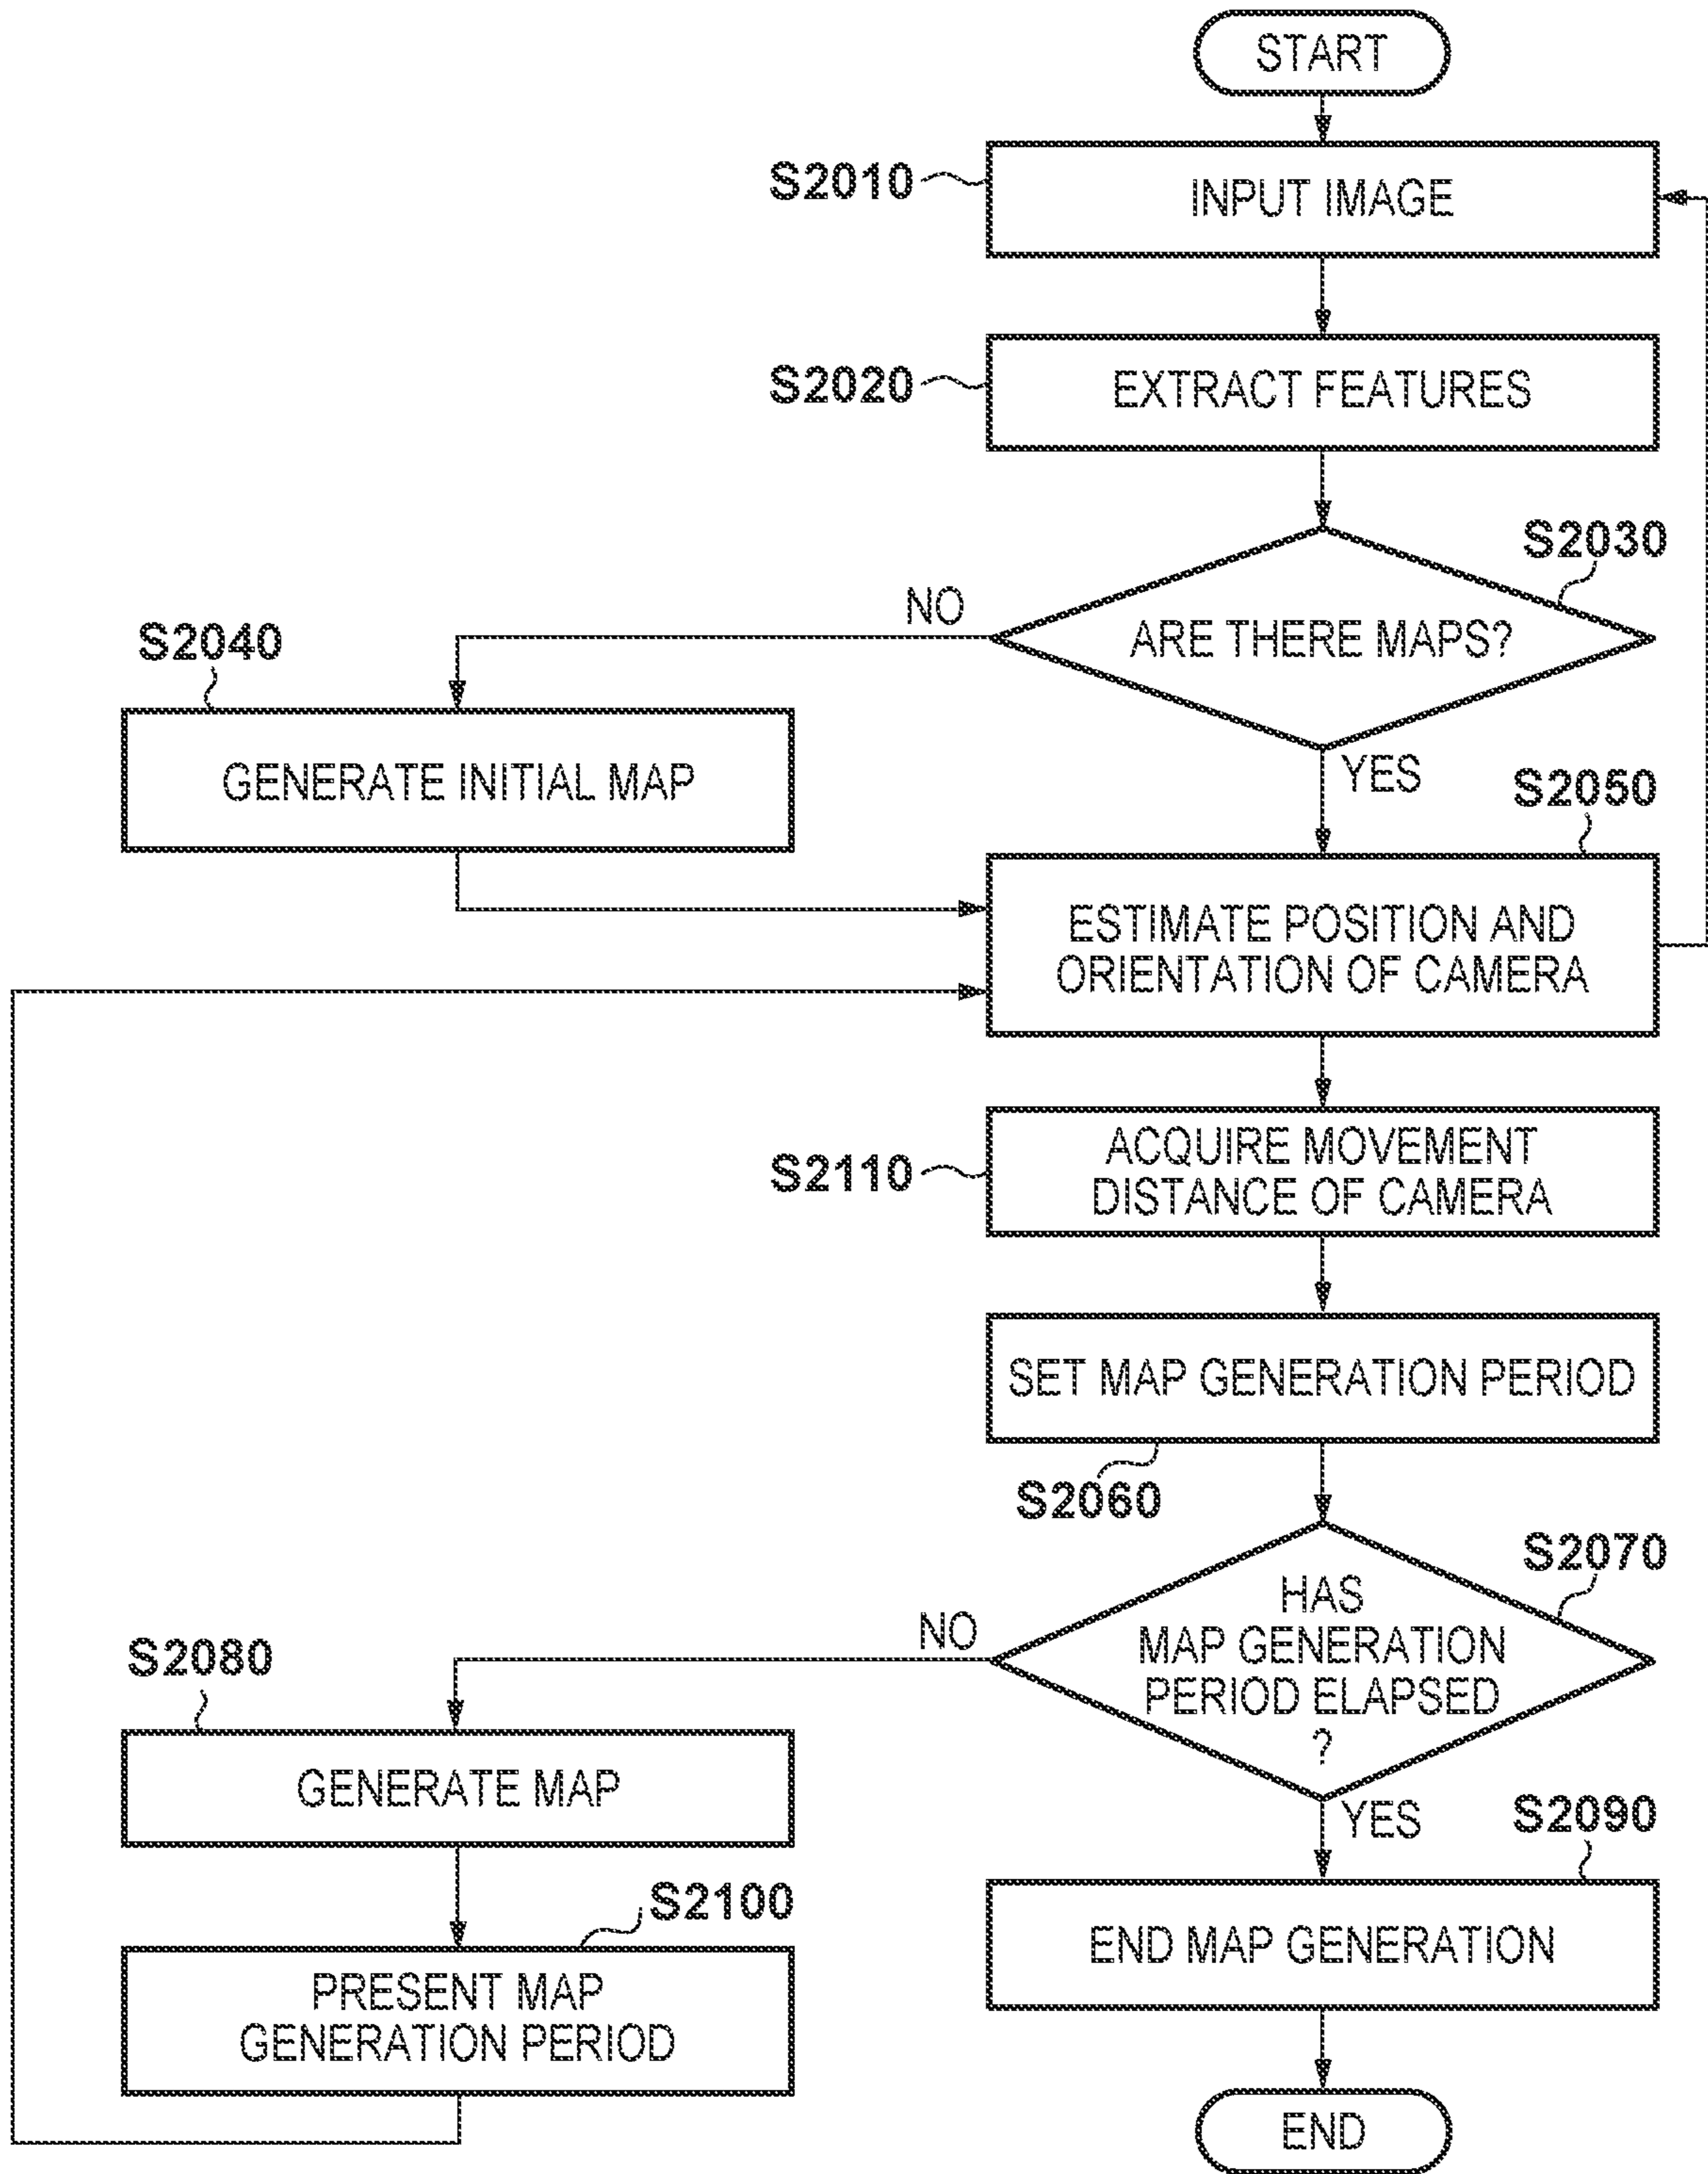 START
S2010
INPUT IMAGE
S2020
EXTRACT FEATURES
S2030
ARE THERE MAPS?
NO
YES
S2040
GENERATE INITIAL MAP
S2050
ESTIMATE POSITION AND
ORIENTATION OF CAMERA
S2110
ACQUIRE MOVEMENT
DISTANCE OF CAMERA
SET MAP GENERATION PERIOD
S2060
S2070
HAS
MAP GENERATION
PERIOD ELAPSED
?
NO
YES
S2080
GENERATE MAP
S2100
PRESENT MAP
GENERATION PERIOD
S2090
END MAP GENERATION
END